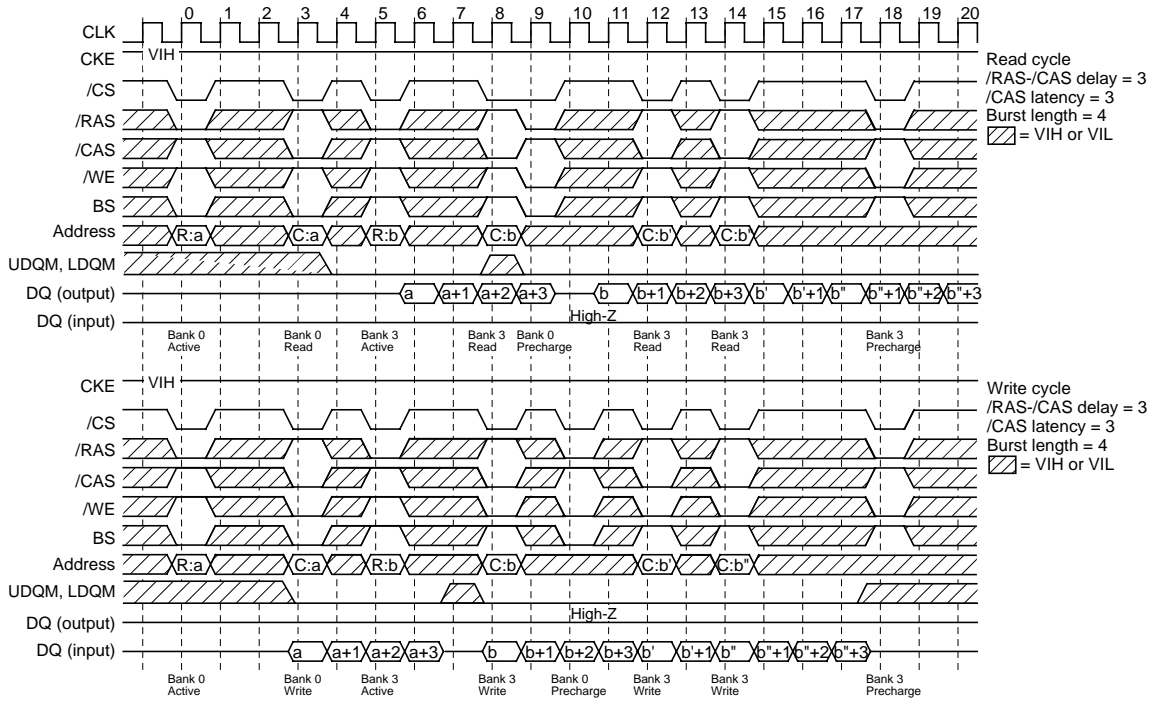 0 1 2 3 4 5 6 7 8 9 10 11 12 13 14 15 16 17 18 19 20
CLK
CKE VIH
/CS
/RAS
/CAS
/WE
BS
Address R:a C:a R:b C:b C:b' C:b"
UDQM, LDQM
DQ (output) a a+1 a+2 a+3 b b+1 b+2 b+3 b' b'+1 b" b"+1 b"+2 b"+3
High-Z
DQ (input)
Bank 0 Active
Bank 0 Read
Bank 3 Active
Bank 3 Read
Bank 0 Precharge
Bank 3 Read
Bank 3 Read
Bank 3 Precharge
Read cycle
/RAS-/CAS delay = 3
/CAS latency = 3
Burst length = 4
= VIH or VIL
CKE VIH
/CS
/RAS
/CAS
/WE
BS
Address R:a C:a R:b C:b C:b' C:b"
UDQM, LDQM
High-Z
DQ (output)
DQ (input) a a+1 a+2 a+3 b b+1 b+2 b+3 b' b'+1 b" b"+1 b"+2 b"+3
Bank 0 Active
Bank 0 Write
Bank 3 Active
Bank 3 Write
Bank 0 Precharge
Bank 3 Write
Bank 3 Write
Bank 3 Precharge
Write cycle
/RAS-/CAS delay = 3
/CAS latency = 3
Burst length = 4
= VIH or VIL